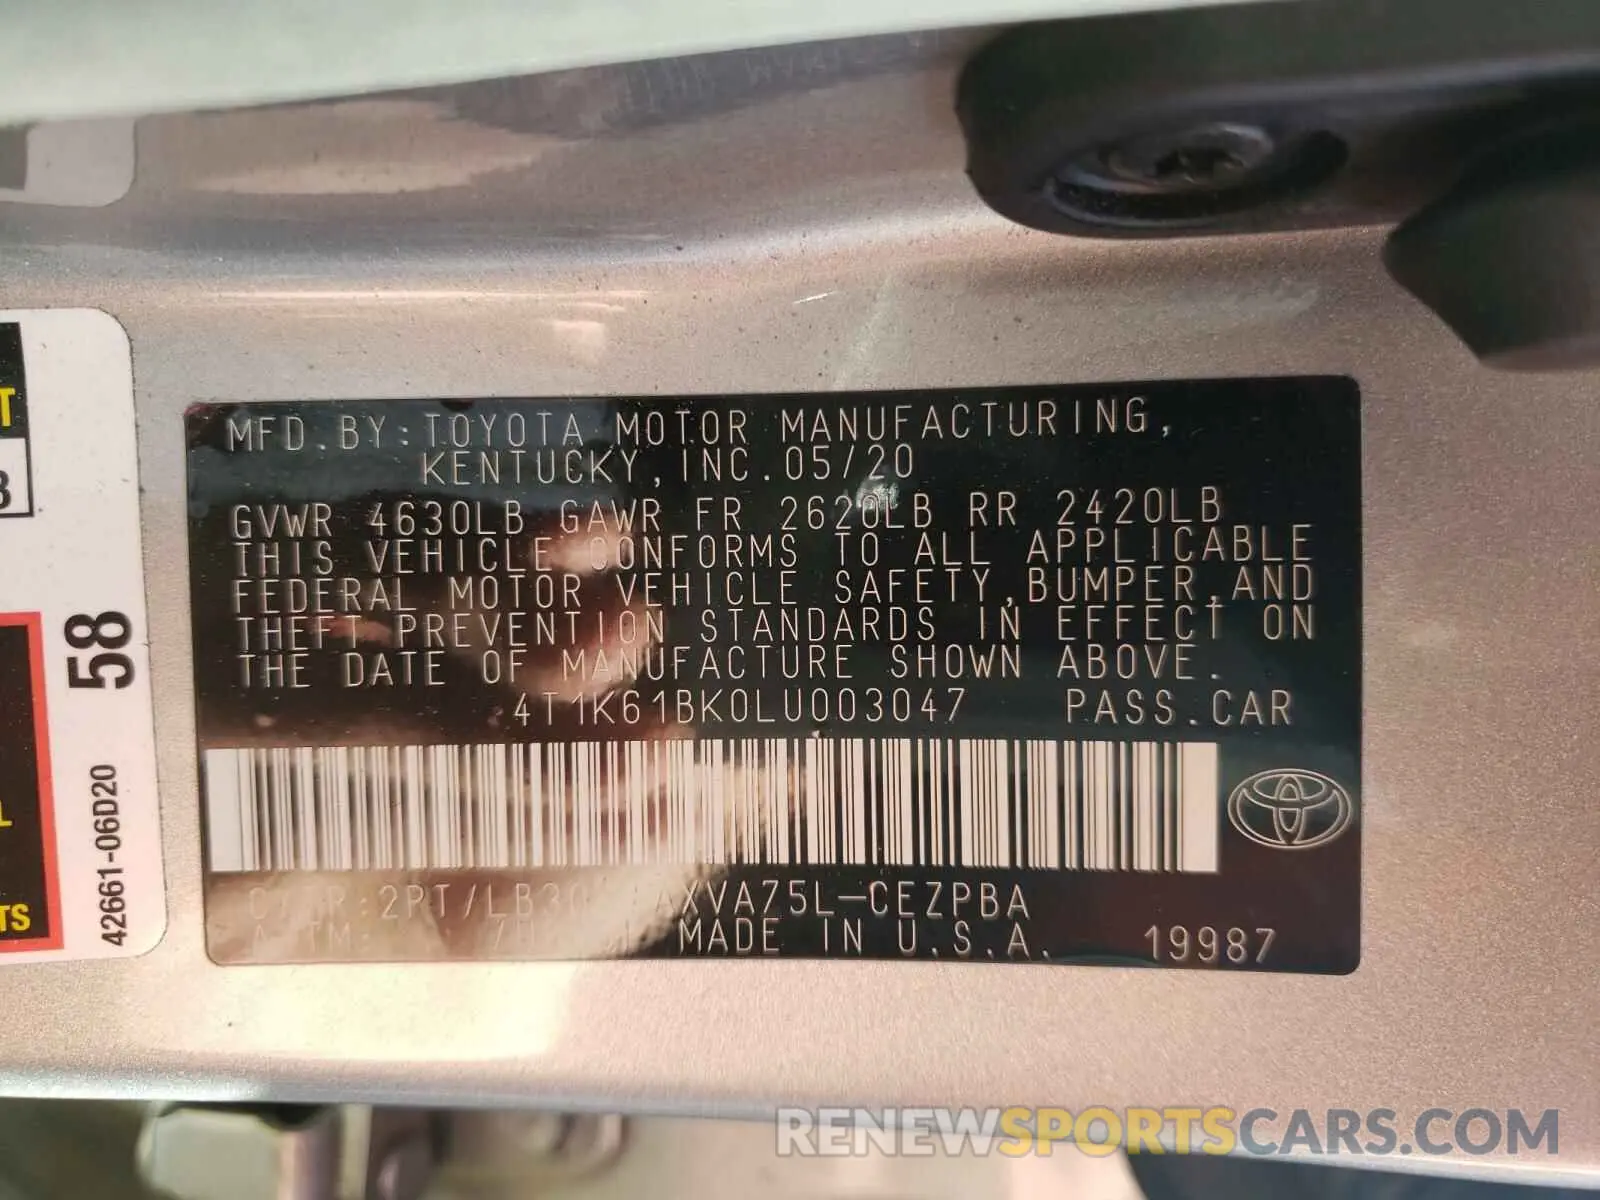 MFD.BY:TOYOTA MOTOR MANUFACTURING,
KENTUCKY,INC.05/20
GVWR 4630LB GAWR FR 2620LB RR 2420LB
THIS VEHICLE CONFORMS TO ALL APPLICABLE
FEDERAL MOTOR VEHICLE SAFETY,BUMPER,AND
THEFT PREVENTION STANDARDS IN EFFECT ON
THE DATE OF MANUFACTURE SHOWN ABOVE.
4T1K61BK0LU003047 PASS.CAR
AXVA75L-CEZPBA
MADE IN U.S.A. 19987
58
42661-06D20
RENEWSPORTSCARS.COM